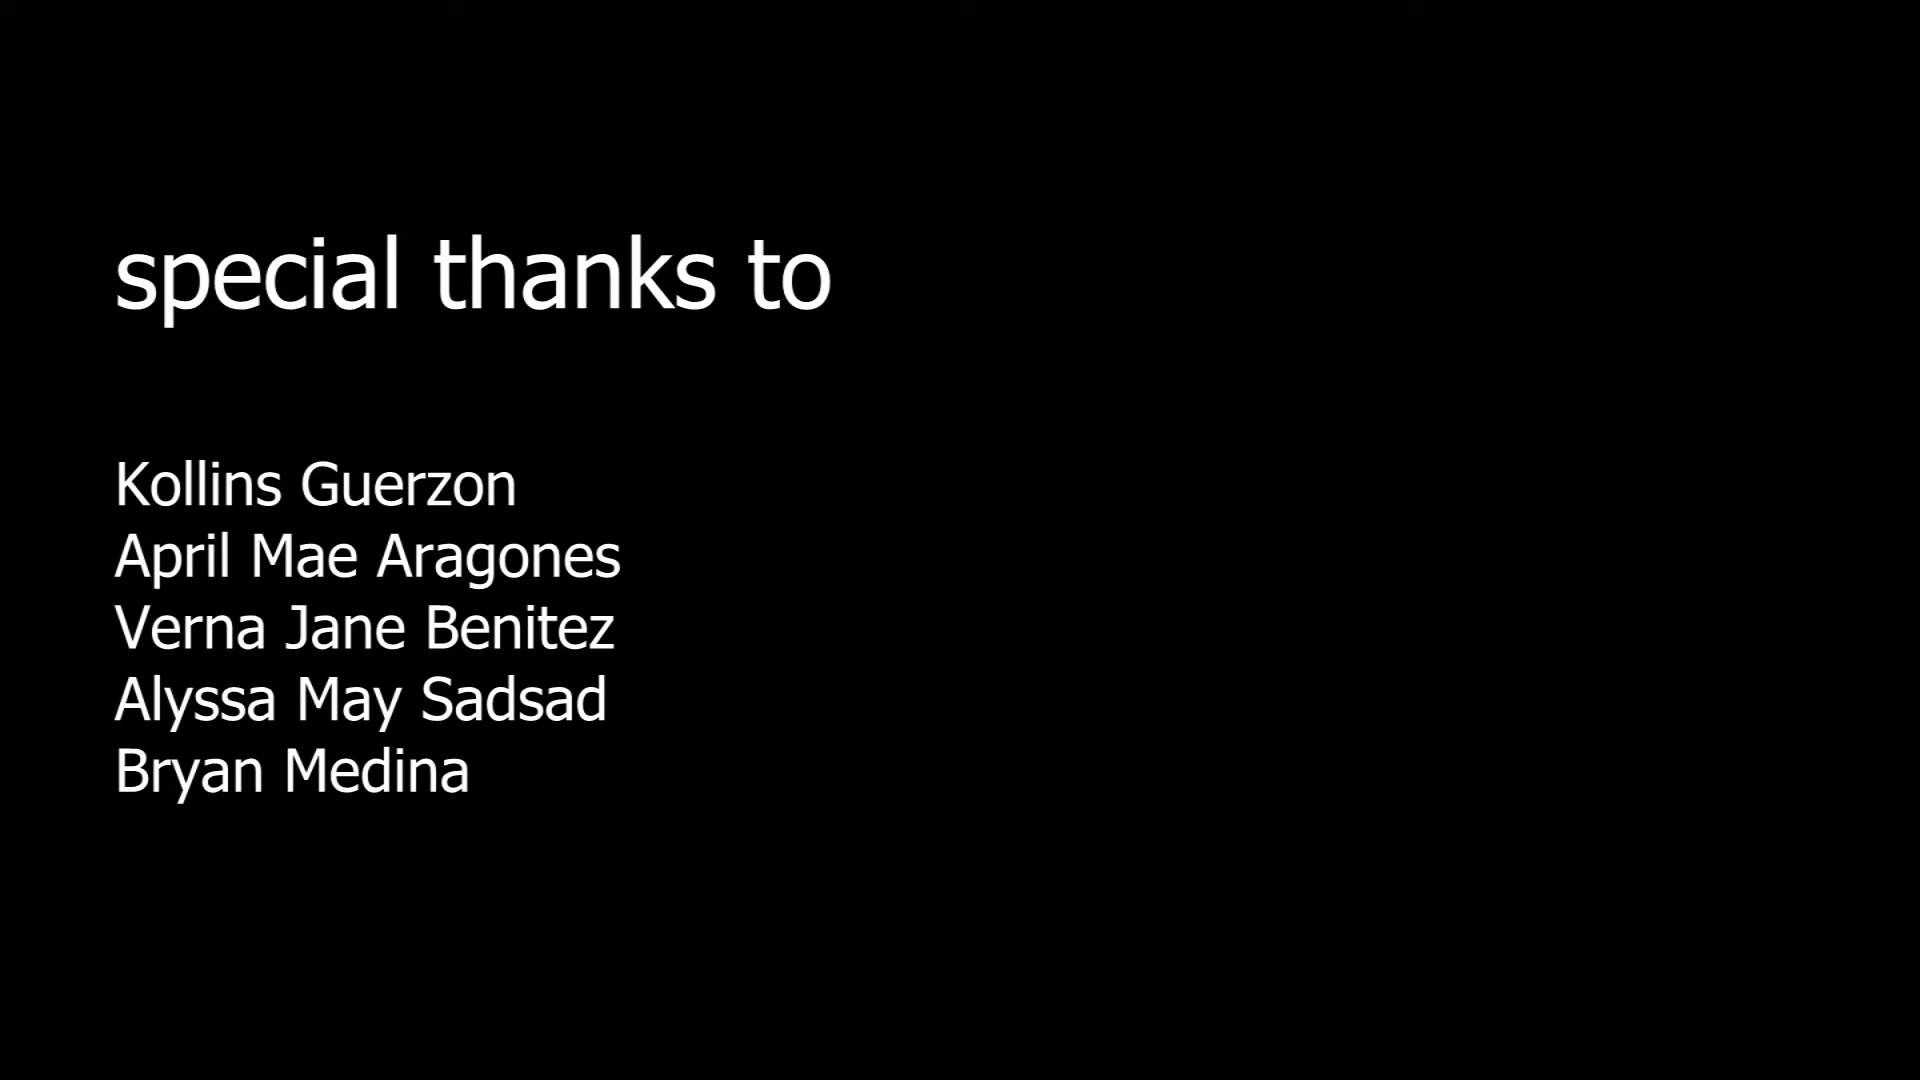 special thanks to
Kollins Guerzon
April Mae Aragones
Verna Jane Benitez
Alyssa May Sadsad
Bryan Medina